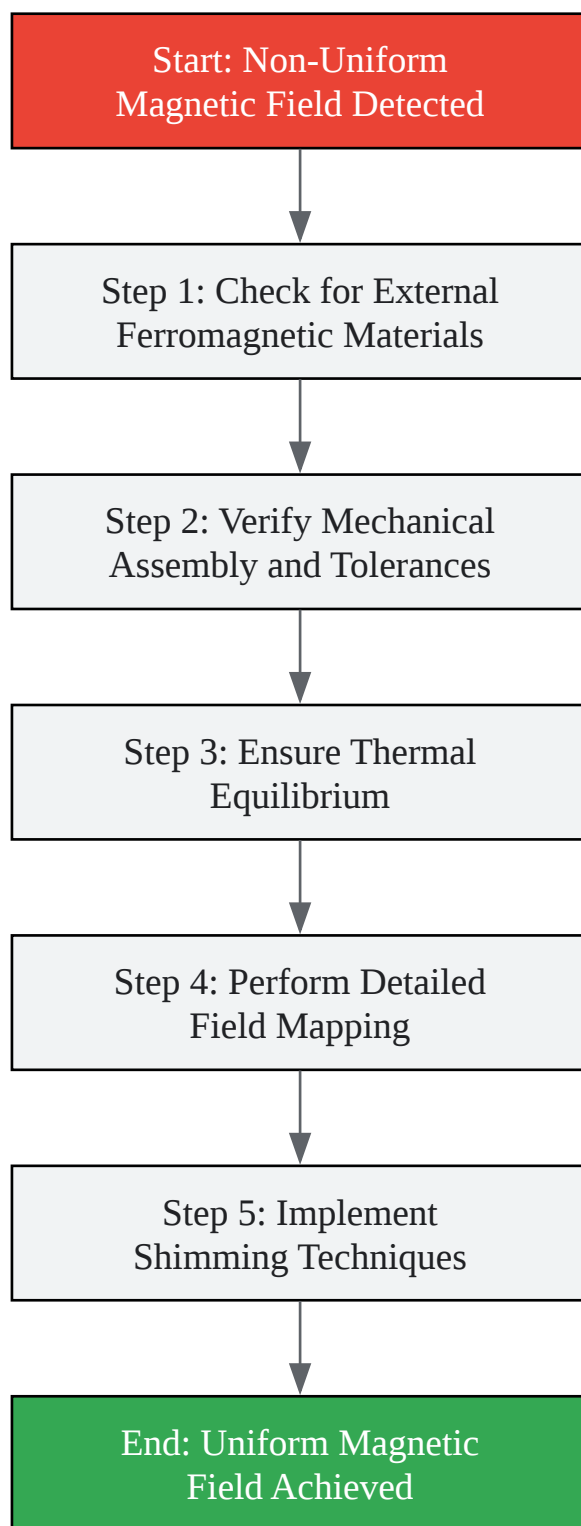 Start: Non-Uniform
Magnetic Field Detected
Step 1: Check for External
Ferromagnetic Materials
Step 2: Verify Mechanical
Assembly and Tolerances
Step 3: Ensure Thermal
Equilibrium
Step 4: Perform Detailed
Field Mapping
Step 5: Implement
Shimming Techniques
End: Uniform Magnetic
Field Achieved